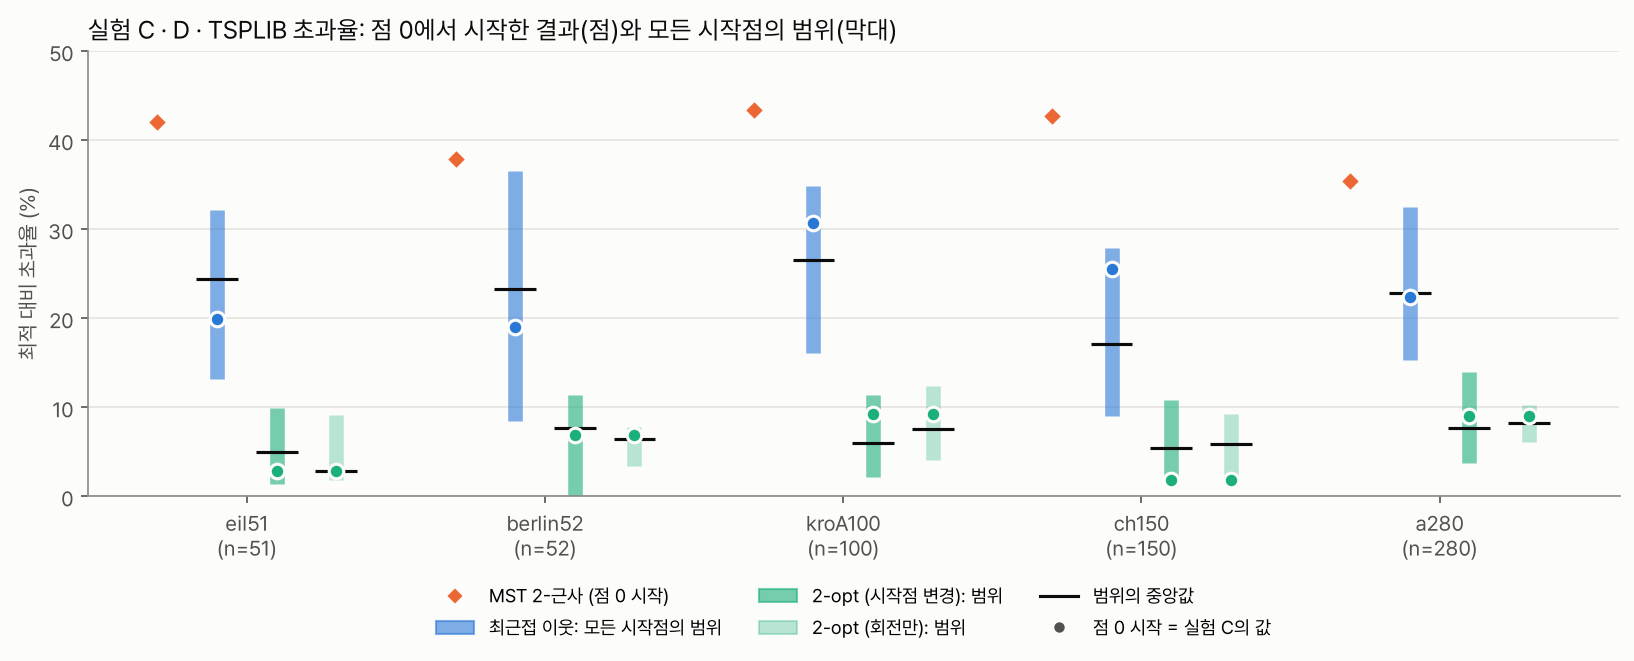 실험 C · D · TSPLIB 초과율: 점 0에서 시작한 결과(점)와 모든 시작점의 범위(막대)
최적 대비 초과율 (%)
50
40
30
20
10
0
eil51
(n=51)
berlin52
(n=52)
kroA100
(n=100)
ch150
(n=150)
a280
(n=280)
MST 2-근사 (점 0 시작)
최근접 이웃: 모든 시작점의 범위
2-opt (시작점 변경): 범위
2-opt (회전만): 범위
범위의 중앙값
점 0 시작 = 실험 C의 값